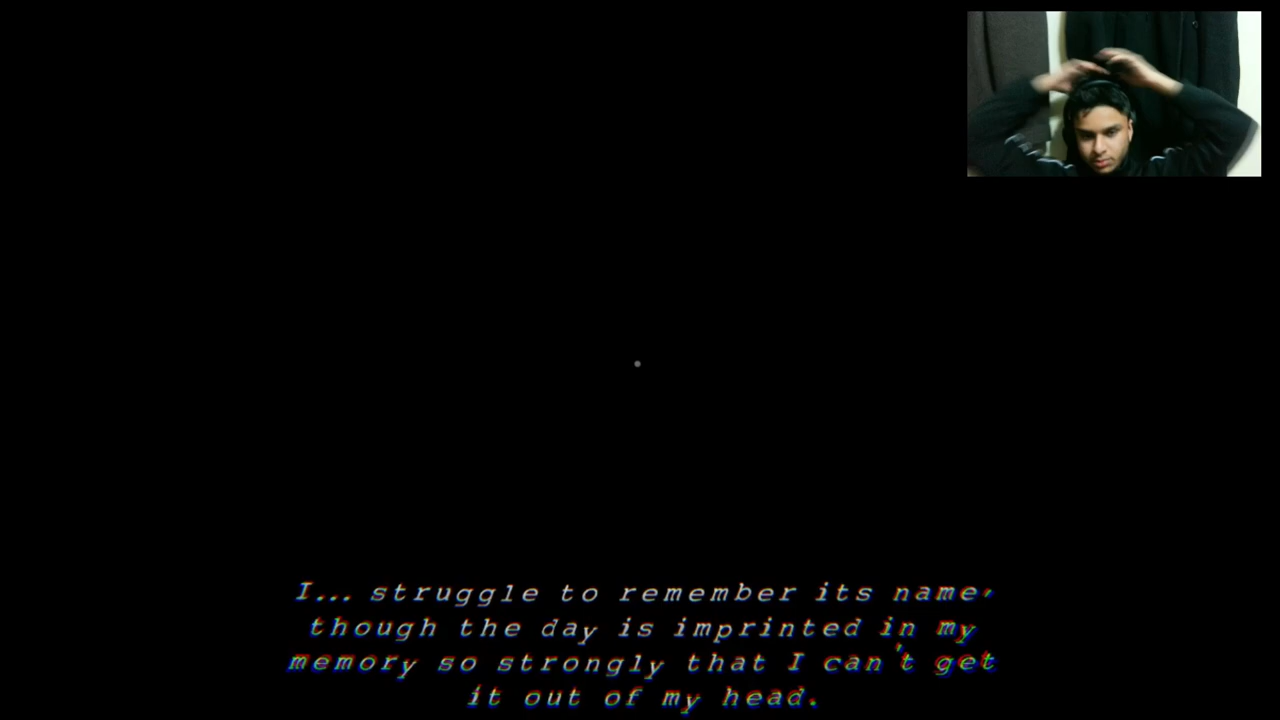 I... struggle to remember its name,
though the day is imprinted in my
memory so strongly that I can't get
it out of my head.